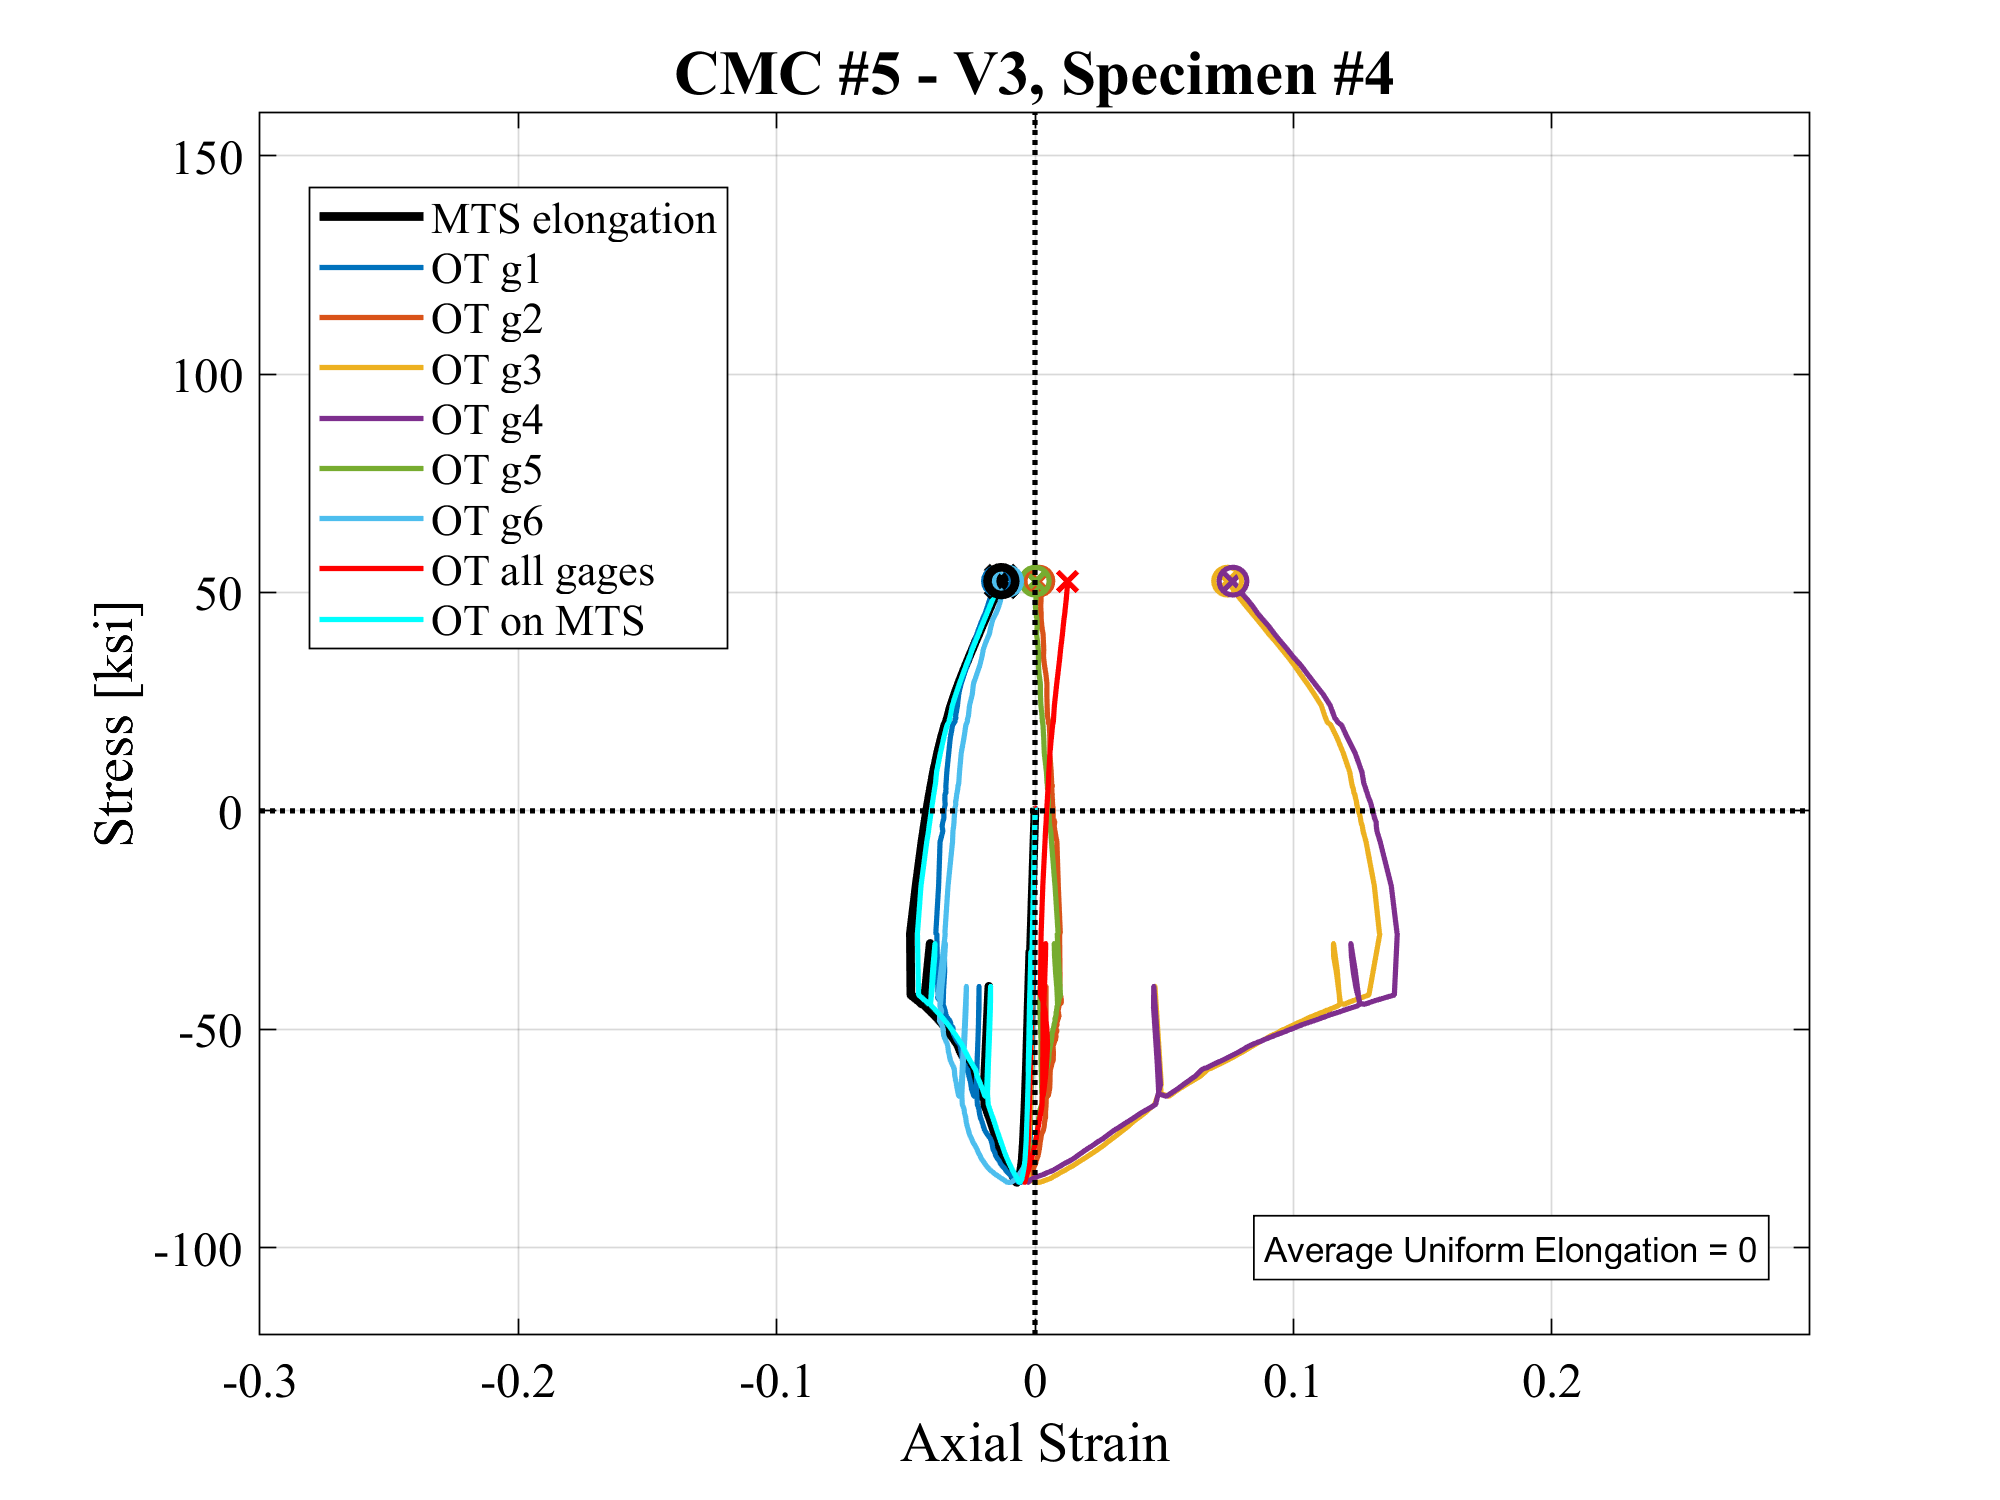 CMC #5 - V3, Specimen #4
150
100
50
0
-50
-100
Stress [ksi]
MTS elongation
OT g1
OT g2
OT g3
OT g4
OT g5
OT g6
OT all gages
OT on MTS
Average Uniform Elongation = 0
-0.3
-0.2
-0.1
0
0.1
0.2
Axial Strain